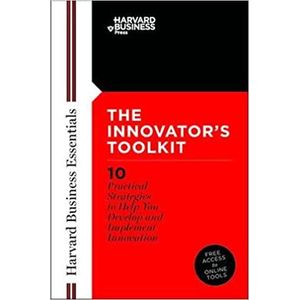 HARVARD
BUSINESS
Press
Harvard Business Essentials
THE
INNOVATOR'S
TOOLKIT
10
Practical
Strategies
to Help You
Develop and
Implement
Innovation
FREE
ACCESS to
ONLINE
TOOLS